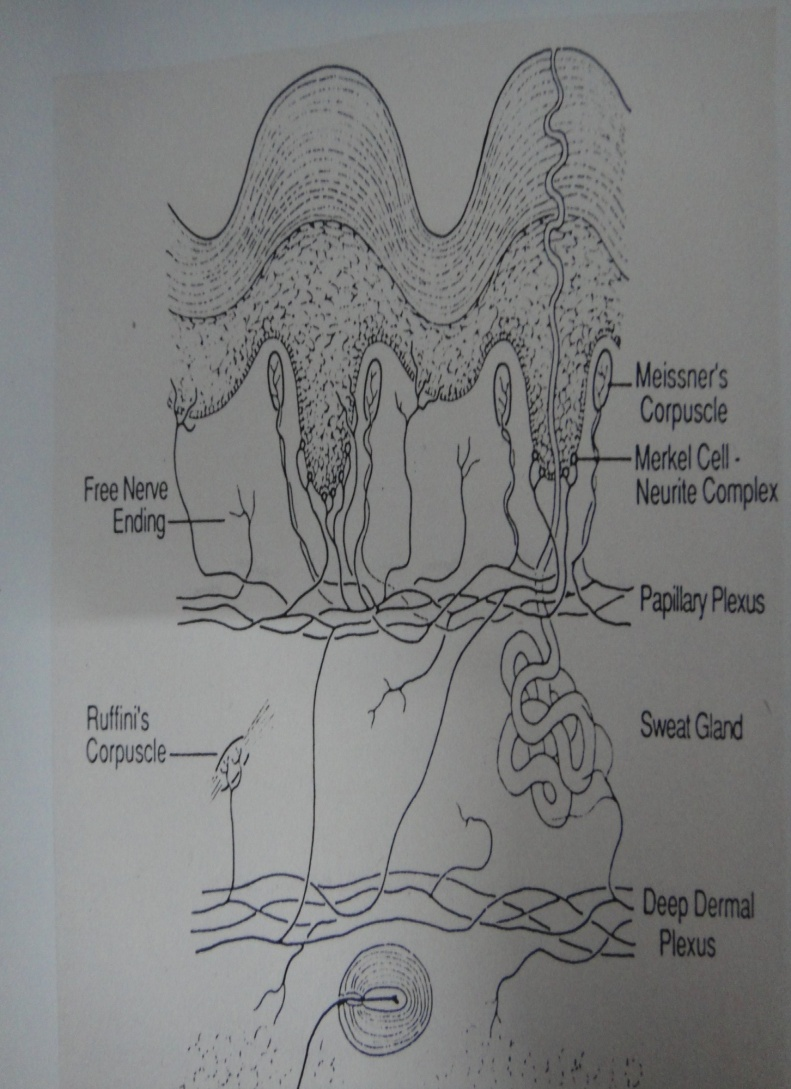 Meissner's
Corpuscle
Merkel Cell -
Neurite Complex
Free Nerve
Ending
Papillary Plexus
Ruffini's
Corpuscle
Sweat Gland
Deep Dermal
Plexus